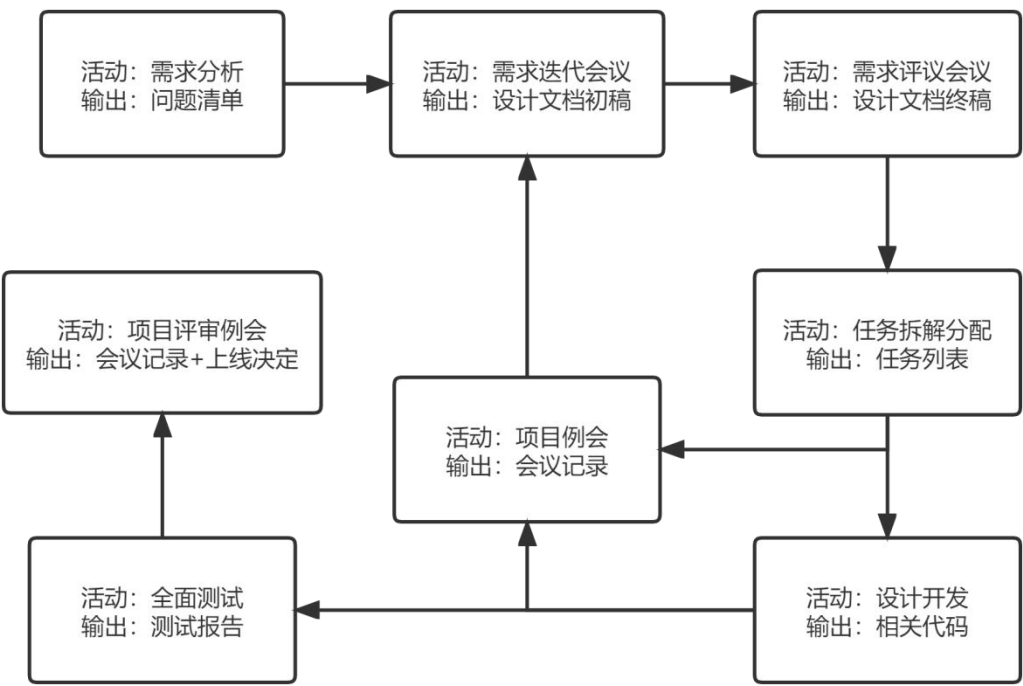 活动：需求分析
输出：问题清单
活动：需求迭代会议
输出：设计文档初稿
活动：需求评议会议
输出：设计文档终稿
活动：项目评审例会
输出：会议记录+上线决定
活动：任务拆解分配
输出：任务列表
活动：项目例会
输出：会议记录
活动：全面测试
输出：测试报告
活动：设计开发
输出：相关代码